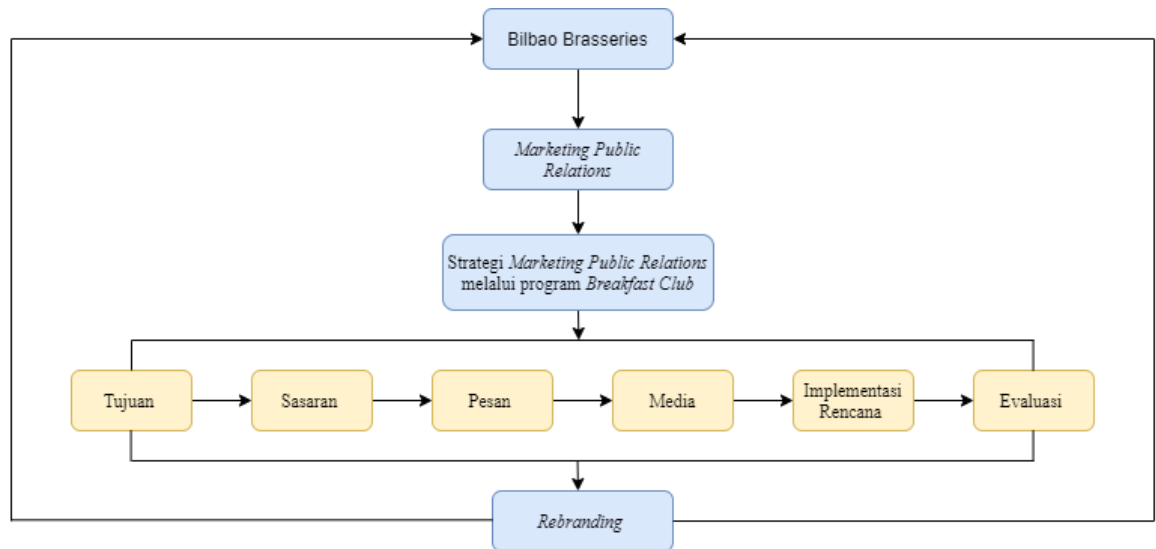 Bilbao Brasseries
Marketing Public
Relations
Strategi Marketing Public Relations
melalui program Breakfast Club
Tujuan
Sasaran
Pesan
Media
Implementasi
Rencana
Evaluasi
Rebranding